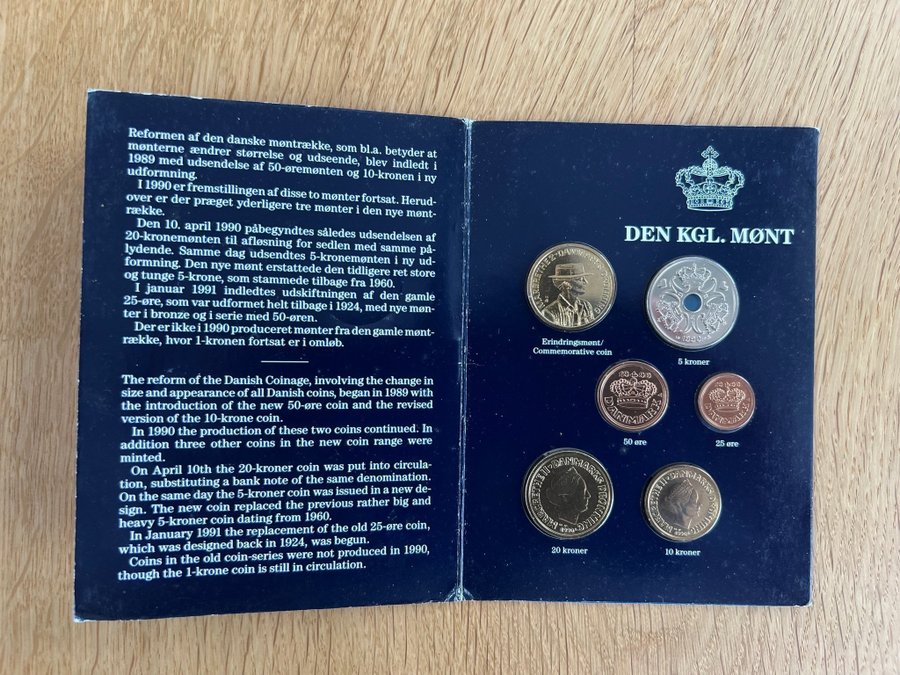 Reformen af den danske møntrække, som bl.a. betyder at
mønterne ændrer størrelse og udseende, blev indledt i
1989 med udsendelse af 50-øremønten og 10-kronen i ny
udformning.
I 1990 er fremstillingen af disse to mønter fortsat. Herud-
over er der præget yderligere tre mønter i den nye mønt-
række.
Den 10. april 1990 påbegyndtes således udsendelsen af
20-kronemønten til afløsning for sedlen med samme på-
lydende. Samme dag udsendtes 5-kronemønten i ny ud-
formning. Den nye mønt erstattede den tidligere ret store
og tunge 5-krone, som stammede tilbage fra 1960.
I januar 1991 indledtes udskiftningen af den gamle
25-øre, som var udformet helt tilbage i 1924, med nye møn-
ter i bronze og i serie med 50-øren.
Der er ikke i 1990 produceret mønter fra den gamle mønt-
række, hvor 1-kronen fortsat er i omløb.
The reform of the Danish Coinage, involving the change in
size and appearance of all Danish coins, began in 1989 with
the introduction of the new 50-øre coin and the revised
version of the 10-krone coin.
In 1990 the production of these two coins continued. In
addition three other coins in the new coin range were
minted.
On April 10th the 20-kroner coin was put into circula-
tion, substituting a bank note of the same denomination.
On the same day the 5-kroner coin was issued in a new de-
sign. The new coin replaced the previous rather big and
heavy 5-kroner coin dating from 1960.
In January 1991 the replacement of the old 25-øre coin,
which was designed back in 1924, was begun.
Coins in the old coin-series were not produced in 1990,
though the 1-krone coin is still in circulation.
DEN KGL. MØNT
Erindringsmønt/
Commemorative coin
5 kroner
DANMARK
50 øre
DANMARK
25 øre
MARGRETHE II · DANMARKS DRONNING
20 kroner
10 kroner